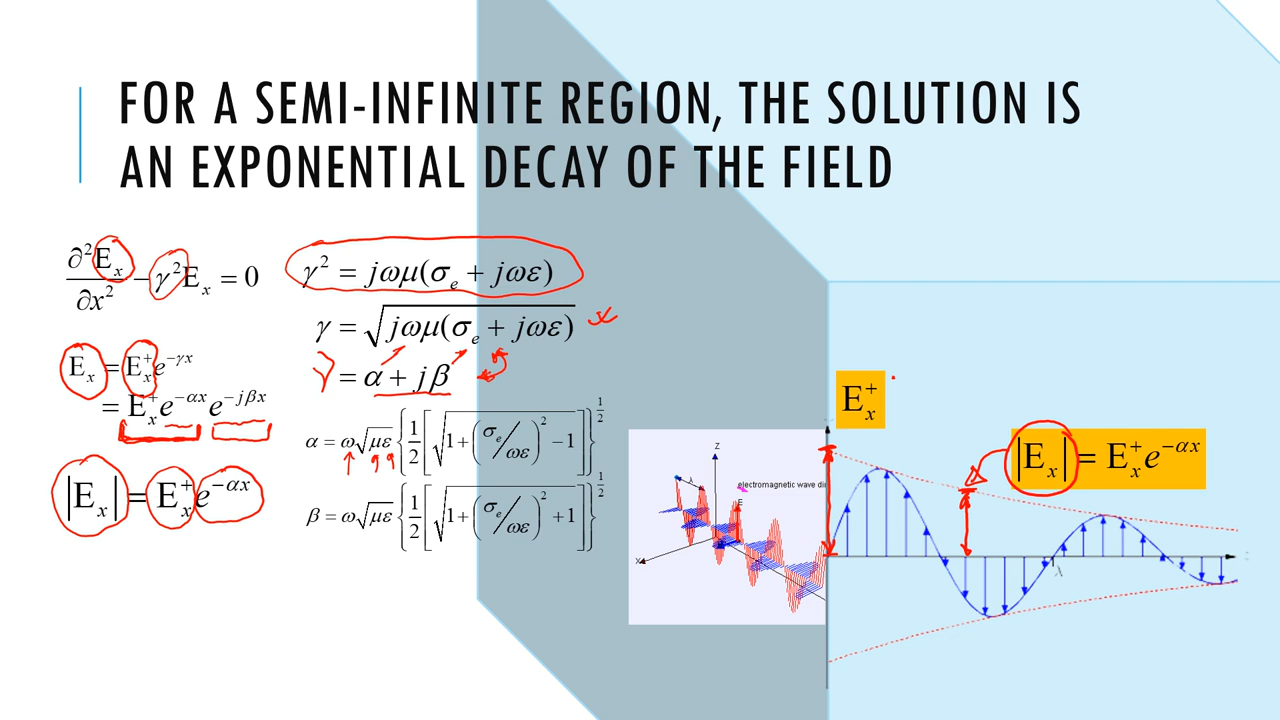 FOR A SEMI-INFINITE REGION, THE SOLUTION IS
AN EXPONENTIAL DECAY OF THE FIELD
∂²Eₓ/∂x² − γ²Eₓ = 0
Eₓ = Eₓ⁺e^{−γx}
= Eₓ⁺e^{−αx} e^{−jβx}
|Eₓ| = Eₓ⁺e^{−αx}
γ² = jωμ(σₑ + jωε)
γ = √(jωμ(σₑ + jωε))
γ = α + jβ
α = ω√(με) {1/2 [√(1 + (σₑ/ωε)²) − 1]}^{1/2}
β = ω√(με) {1/2 [√(1 + (σₑ/ωε)²) + 1]}^{1/2}
Z
λ
electromagnetic wave di
E
X
Eₓ⁺
|Eₓ| = Eₓ⁺e^{−αx}
λ